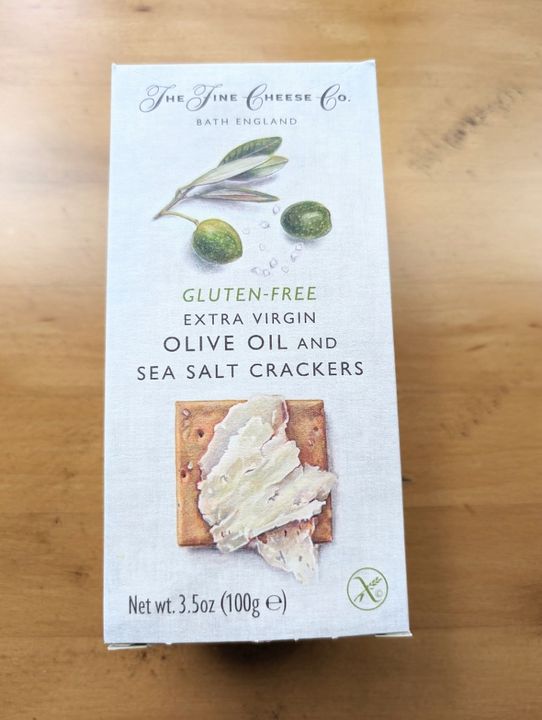 THE FINE CHEESE CO.
BATH ENGLAND
GLUTEN-FREE
EXTRA VIRGIN
OLIVE OIL AND
SEA SALT CRACKERS
Net wt. 3.5oz (100g ℮)